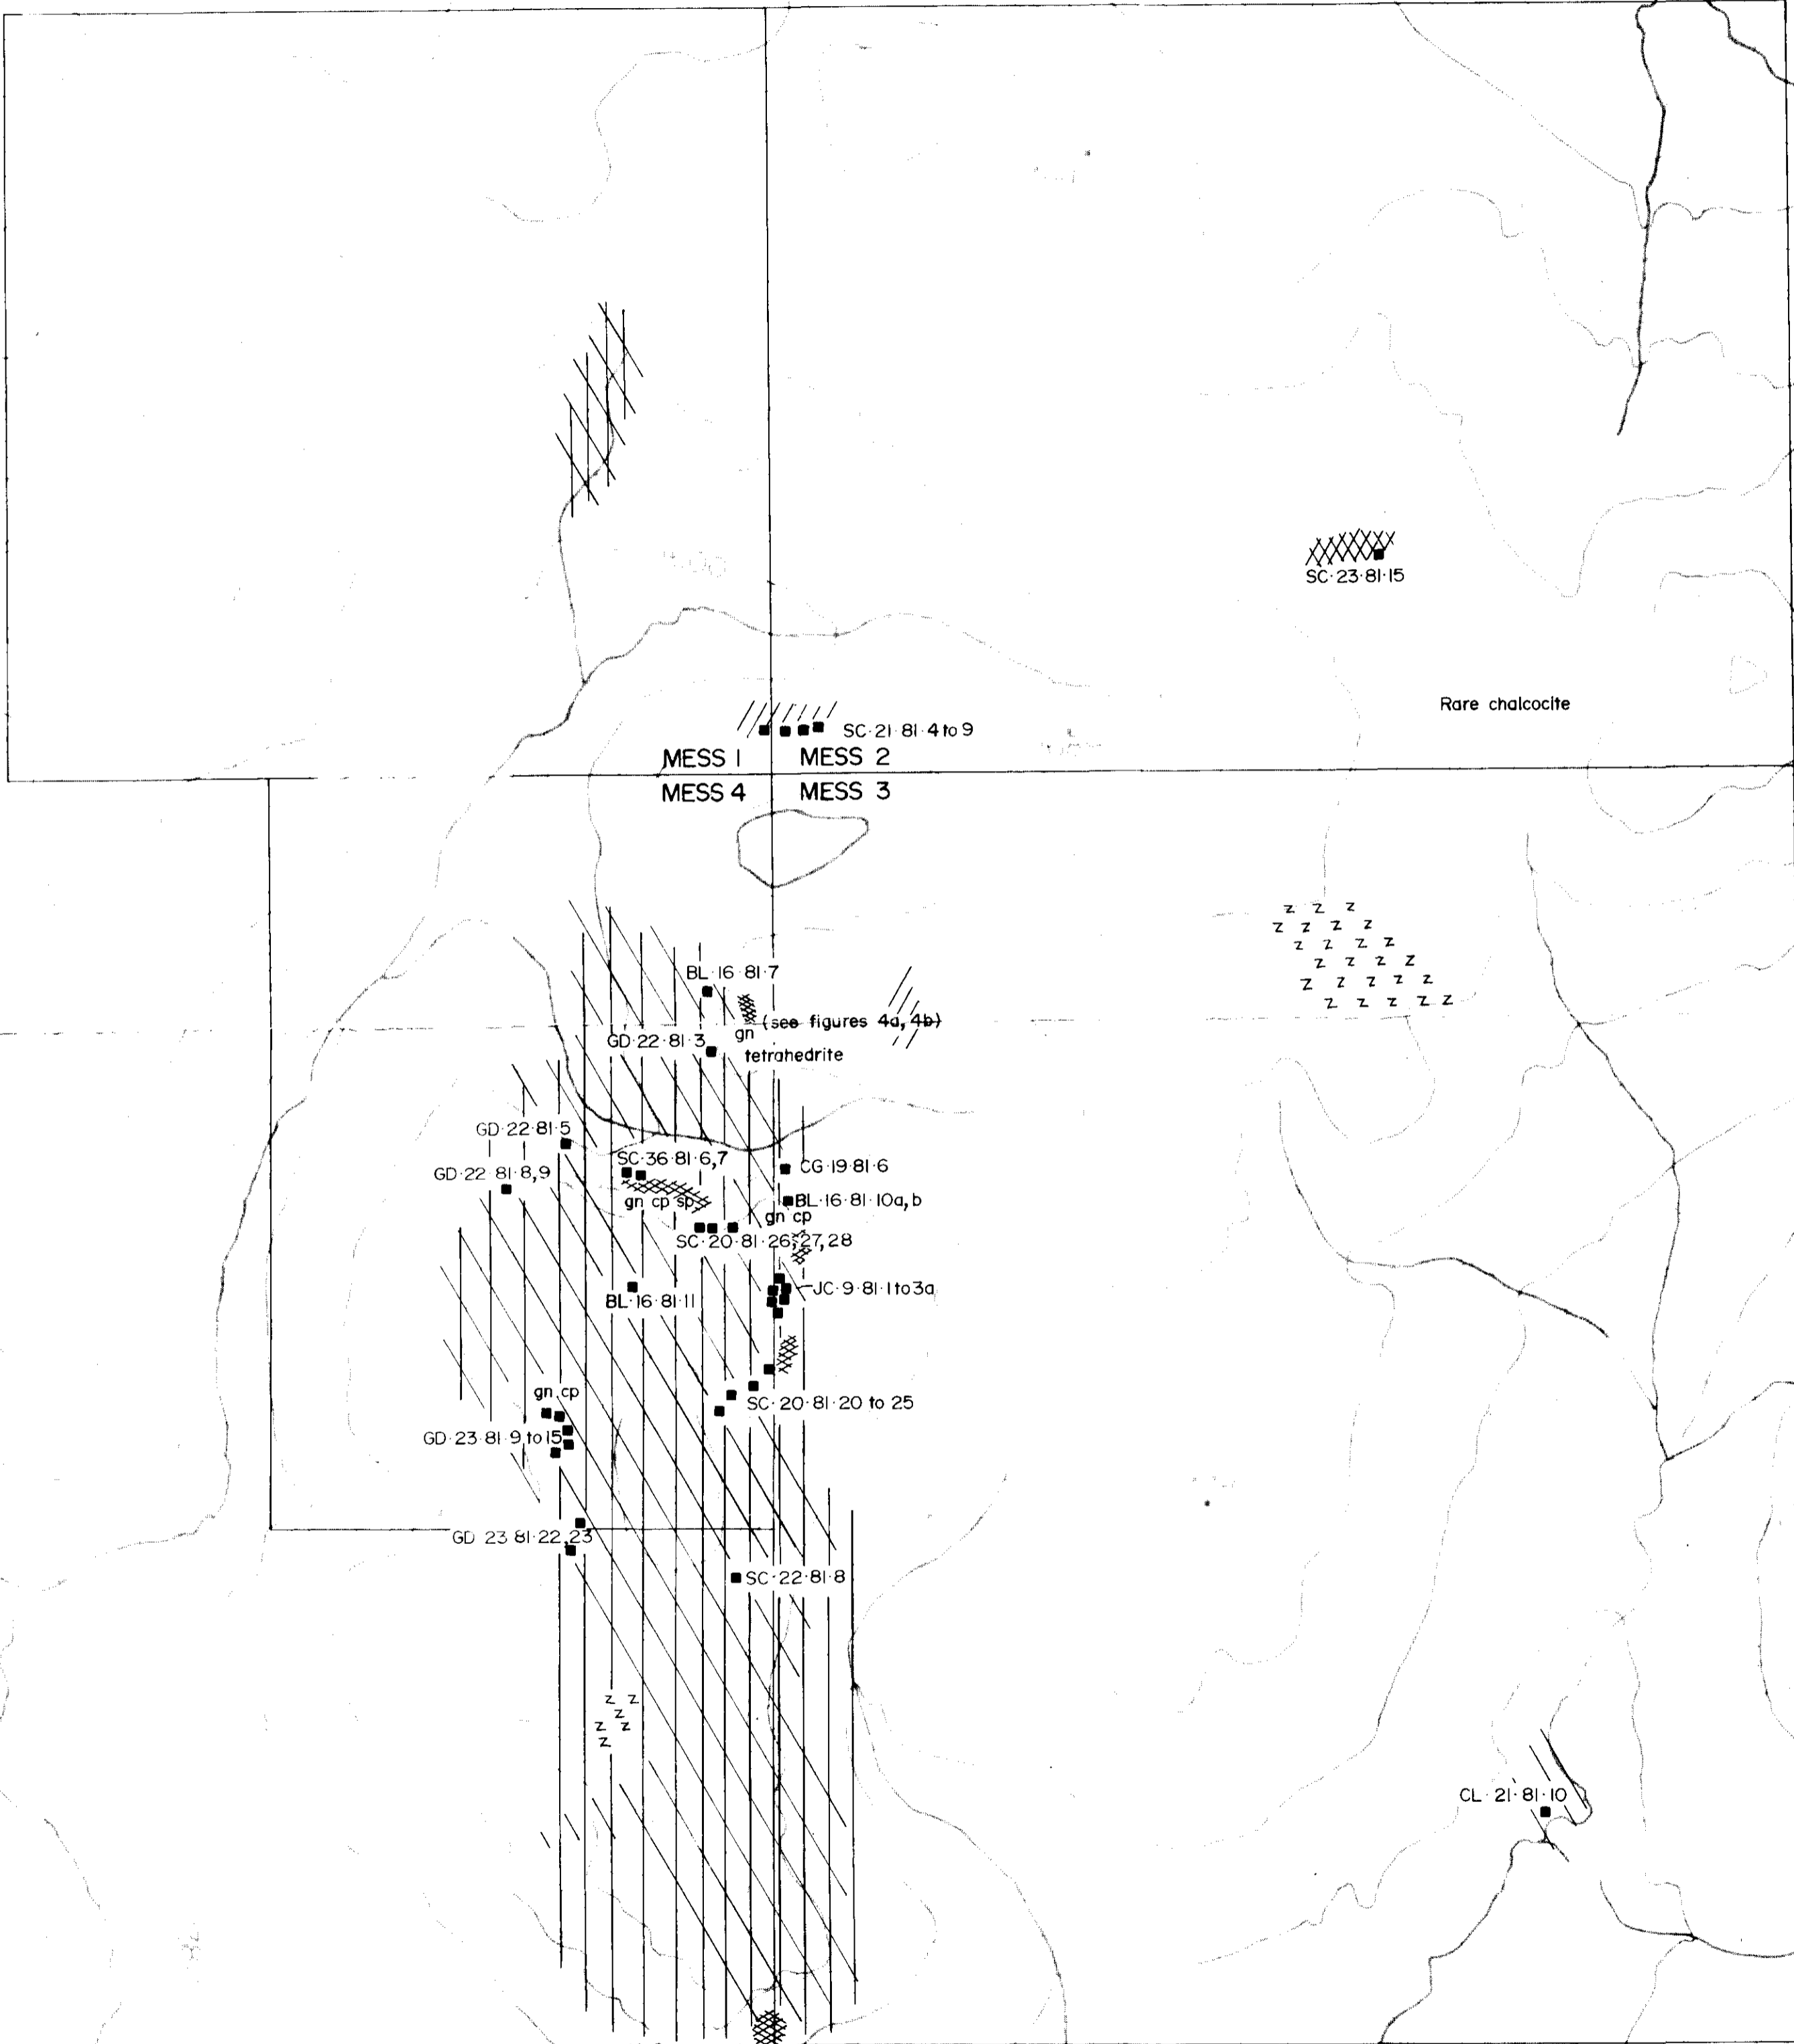 SC·23·81·15
Rare chalcocite
SC·21·81·4 to 9
MESS 1 MESS 2
MESS 4 MESS 3
z z z
z z z z
z z z z
z z z z
z z z z z
z z z z z
BL·16·81·7
(see figures 4a, 4b)
gn
GD·22·81·3
tetrahedrite
GD·22·81·5
SC·36·81·6,7
CG·19·81·6
GD·22 81·8,9
gn cp sp
BL·16·81·10a,b
gn cp
SC·20·81·26,27,28
JC·9·81·1 to 3a
BL·16·81·11
gn cp
SC·20·81·20 to 25
GD·23·81·9 to 15
GD 23 81·22,23
SC·22·81·8
z z
z
z z
z
CL·21·81·10